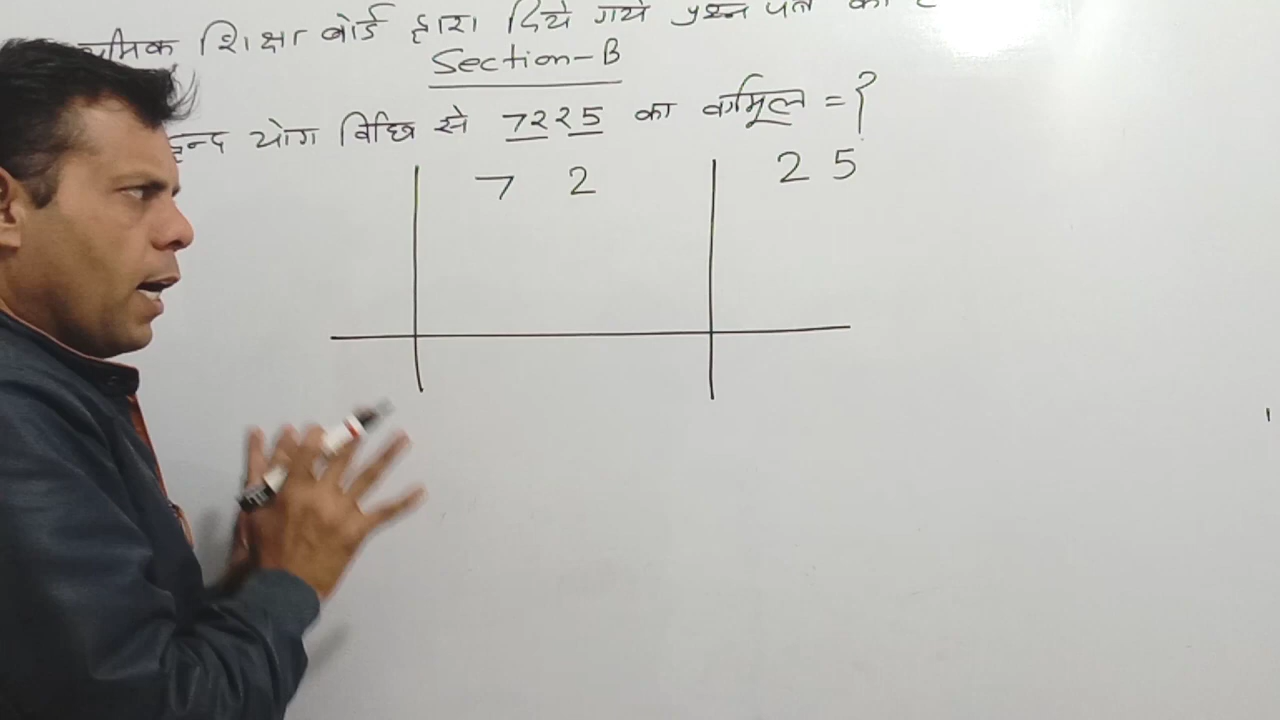 शिक्षा बोर्ड द्वारा दिये गये प्रश्न पत्र
Section-B
योग विधि से 7225 का वर्गमूल = ?
7 2 2 5